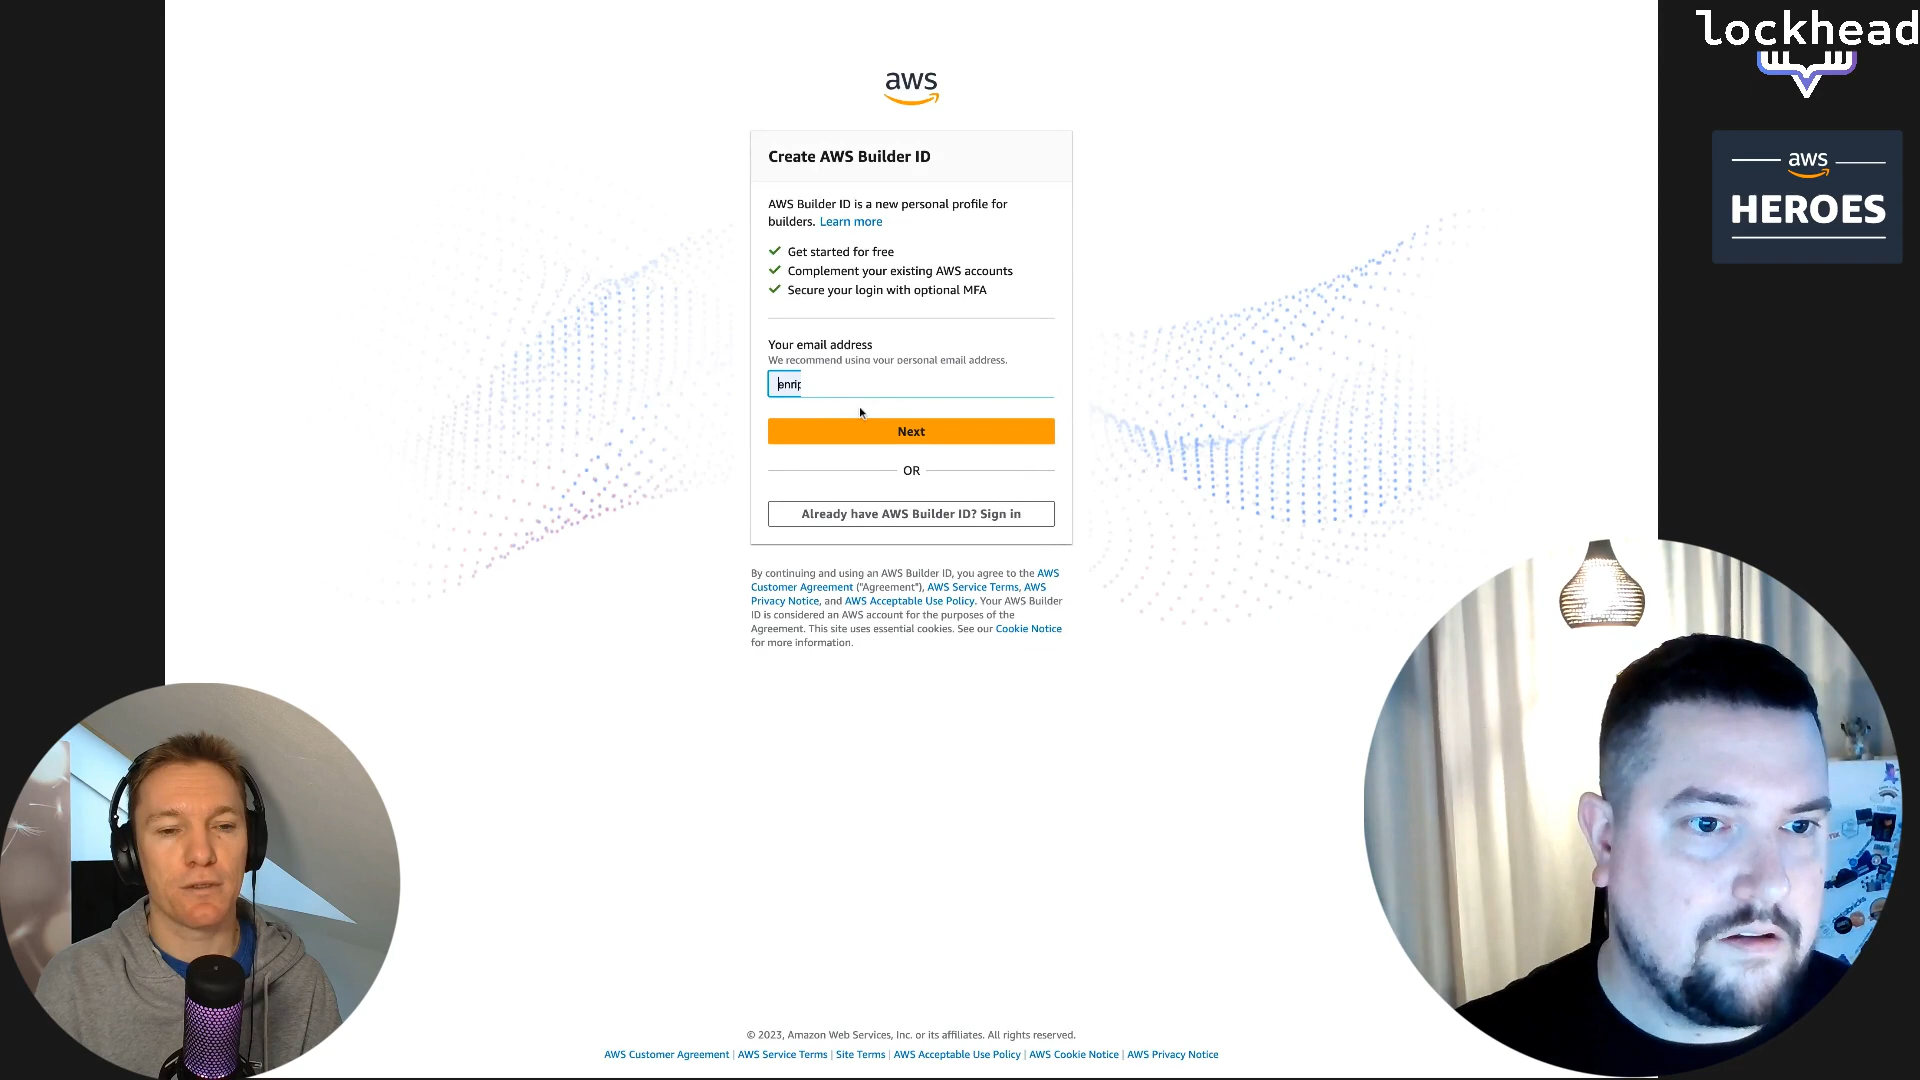 lockhead
aws
HEROES
aws
Create AWS Builder ID
AWS Builder ID is a new personal profile for
builders. Learn more
Get started for free
Complement your existing AWS accounts
Secure your login with optional MFA
Your email address
We recommend using your personal email address.
enrip
Next
OR
Already have AWS Builder ID? Sign in
By continuing and using an AWS Builder ID, you agree to the AWS
Customer Agreement ("Agreement"), AWS Service Terms, AWS
Privacy Notice, and AWS Acceptable Use Policy. Your AWS Builder
ID is considered an AWS account for the purposes of the
Agreement. This site uses essential cookies. See our Cookie Notice
for more information.
© 2023, Amazon Web Services, Inc. or its affiliates. All rights reserved.
AWS Customer Agreement | AWS Service Terms | Site Terms | AWS Acceptable Use Policy | AWS Cookie Notice | AWS Privacy Notice